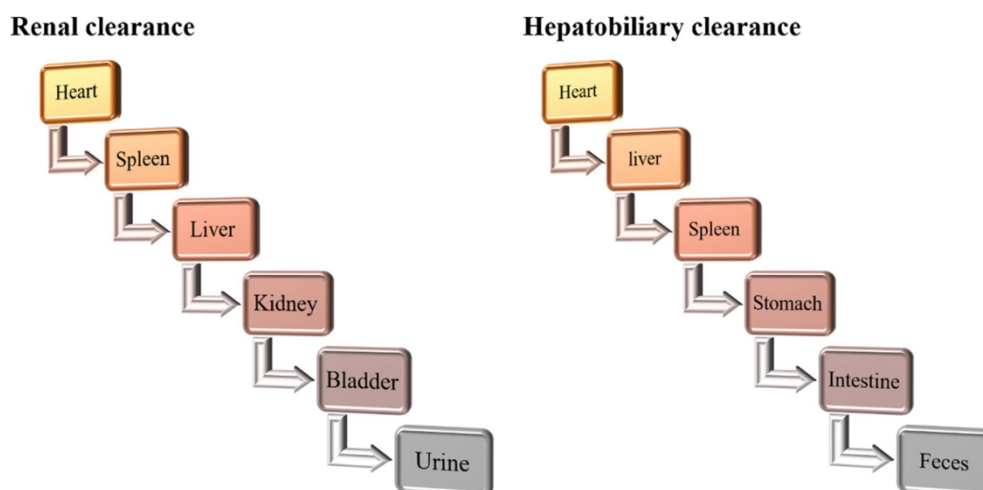 Renal clearance
Heart
Spleen
Liver
Kidney
Bladder
Urine
Hepatobiliary clearance
Heart
liver
Spleen
Stomach
Intestine
Feces